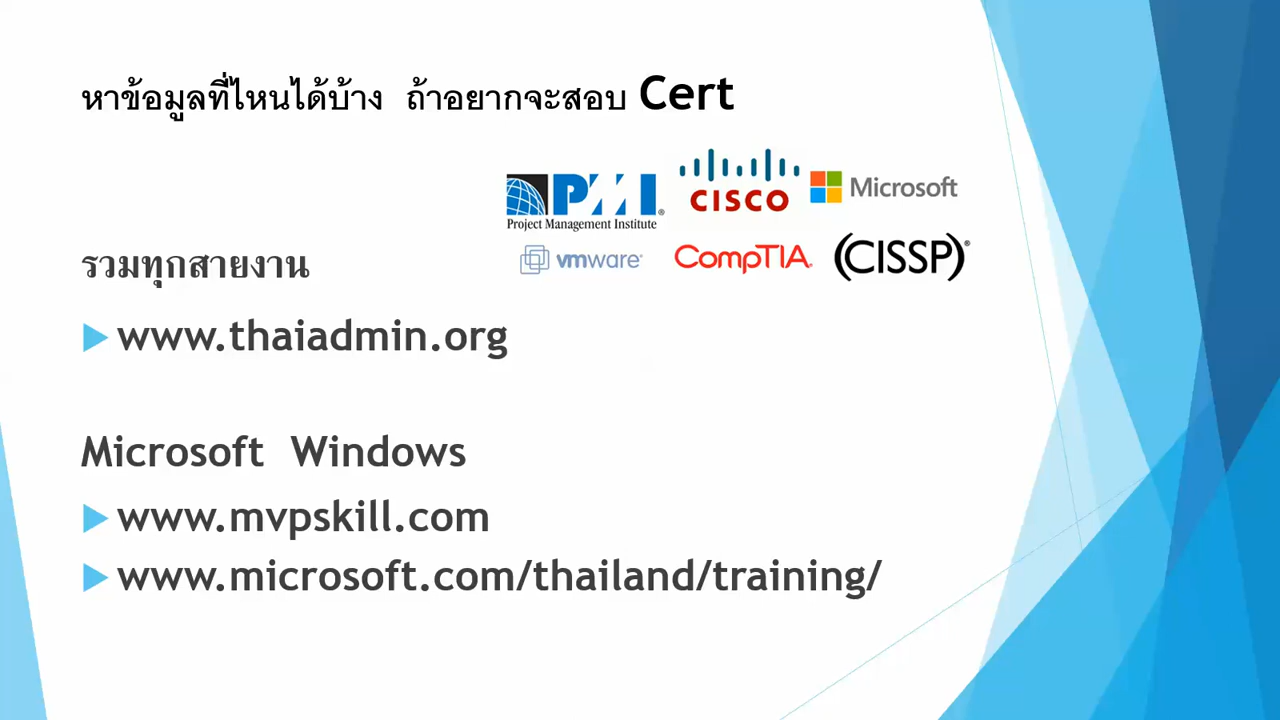 หาข้อมูลที่ไหนได้บ้าง ถ้าอยากจะสอบ Cert
PMI®
Project Management Institute
CISCO
Microsoft
vmware®
CompTIA.
(CISSP)®
รวมทุกสายงาน
www.thaiadmin.org
Microsoft Windows
www.mvpskill.com
www.microsoft.com/thailand/training/